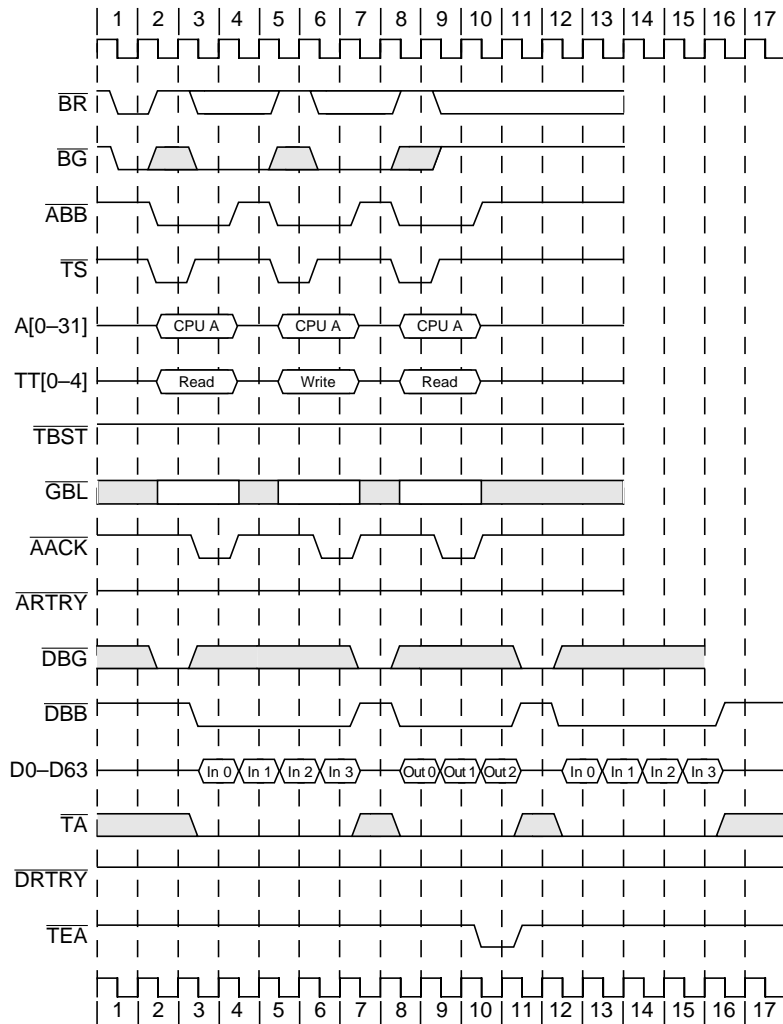 1 2 3 4 5 6 7 8 9 10 11 12 13 14 15 16 17
BR
BG
ABB
TS
A[0–31] CPU A CPU A CPU A
TT[0–4] Read Write Read
TBST
GBL
AACK
ARTRY
DBG
DBB
D0–D63 In 0 In 1 In 2 In 3 Out 0 Out 1 Out 2 In 0 In 1 In 2 In 3
TA
DRTRY
TEA
1 2 3 4 5 6 7 8 9 10 11 12 13 14 15 16 17